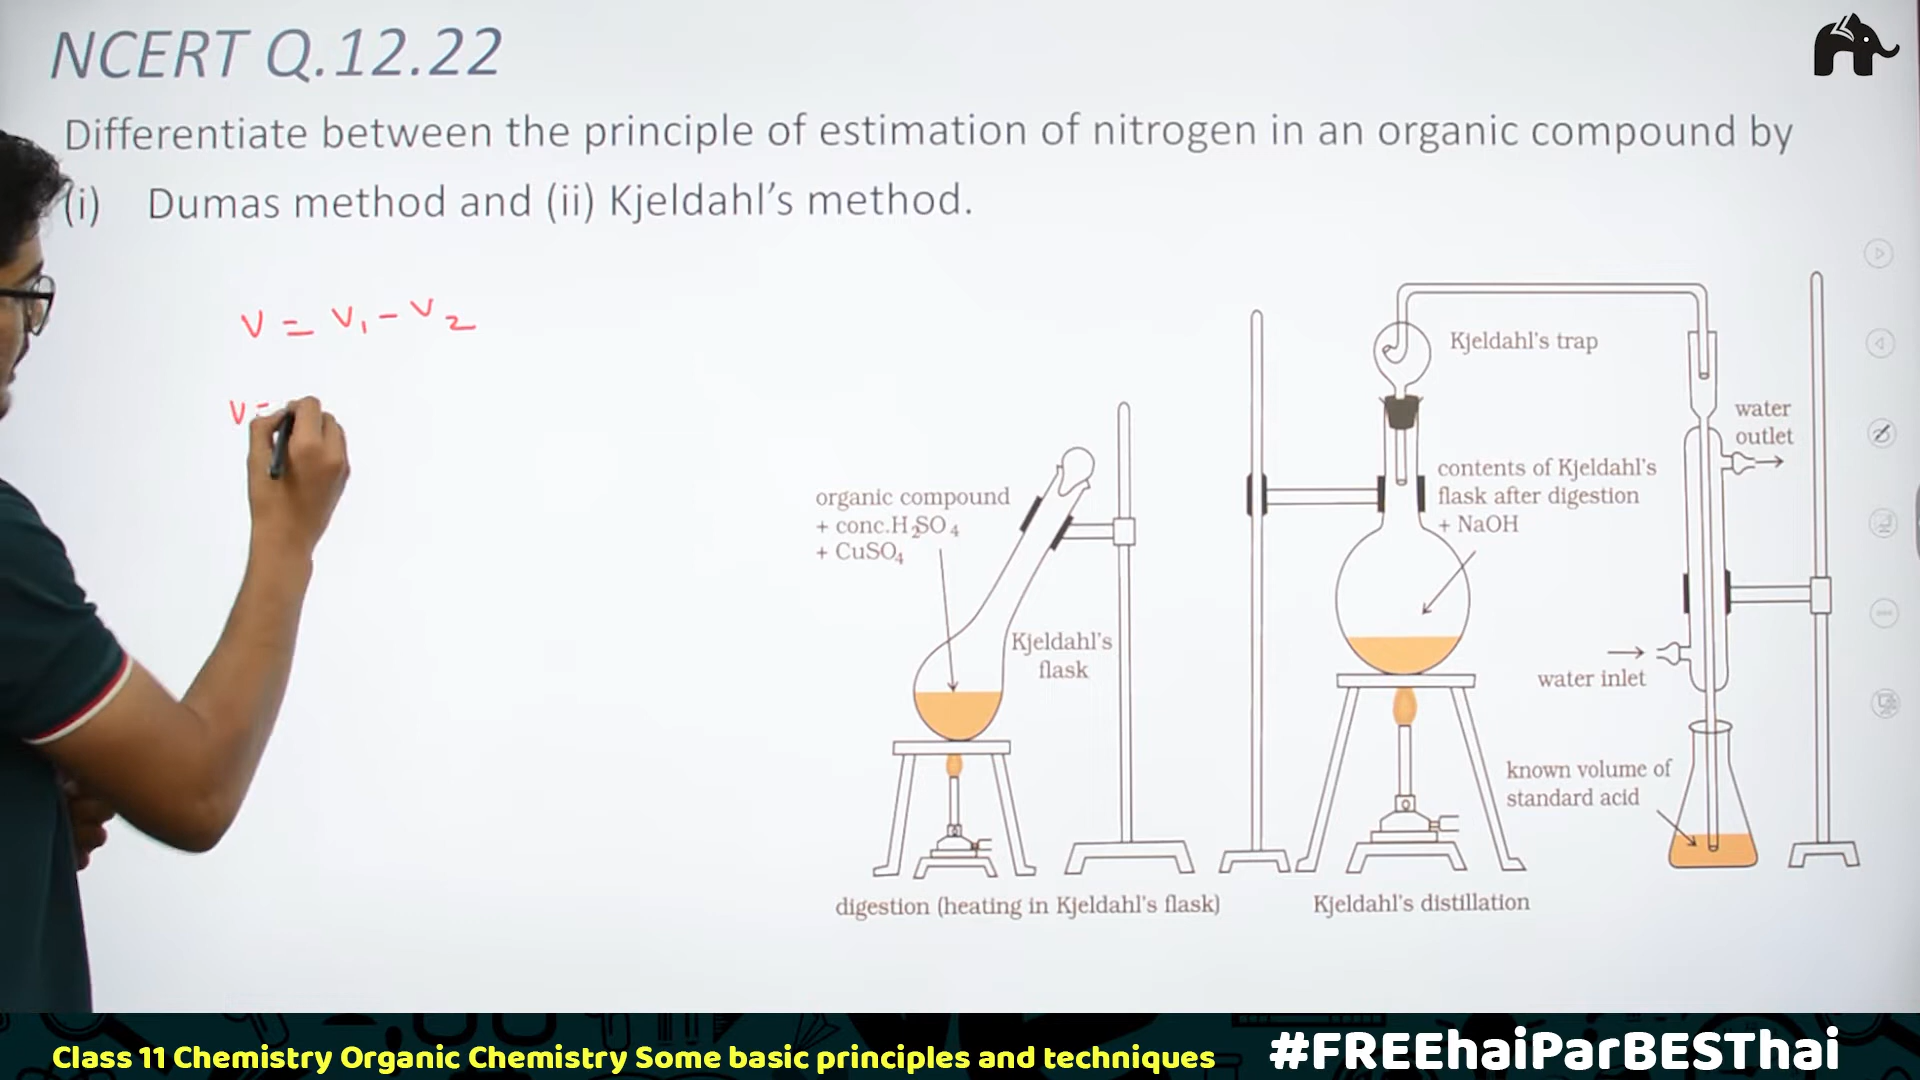 NCERT Q.12.22
Differentiate between the principle of estimation of nitrogen in an organic compound by
(i) Dumas method and (ii) Kjeldahl's method.
V = V₁ - V₂
V =
Kjeldahl's trap
water
outlet
contents of Kjeldahl's
flask after digestion
+ NaOH
organic compound
+ conc.H₂SO₄
+ CuSO₄
Kjeldahl's
flask
water inlet
known volume of
standard acid
digestion (heating in Kjeldahl's flask)
Kjeldahl's distillation
Class 11 Chemistry Organic Chemistry Some basic principles and techniques
#FREEhaiParBESThai